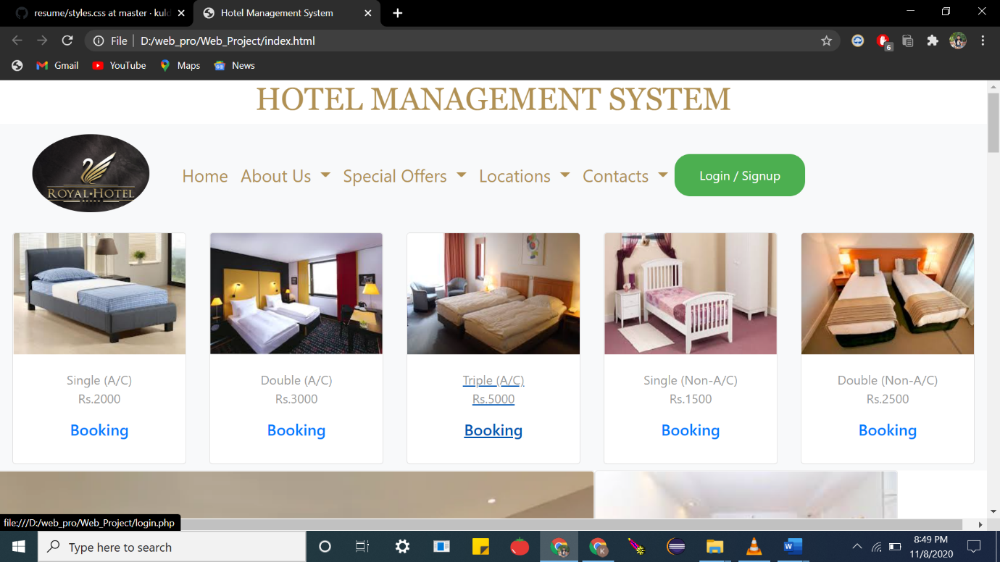 resume/styles.css at master · kuld
Hotel Management System
File
D:/web_pro/Web_Project/index.html
6
Gmail
YouTube
Maps
News
HOTEL MANAGEMENT SYSTEM
ROYAL•HOTEL
Home
About Us
Special Offers
Locations
Contacts
Login / Signup
Single (A/C)
Rs.2000
Booking
Double (A/C)
Rs.3000
Booking
Triple (A/C)
Rs.5000
Booking
Single (Non-A/C)
Rs.1500
Booking
Double (Non-A/C)
Rs.2500
Booking
file:///D:/web_pro/Web_Project/login.php
Type here to search
K
W
8:49 PM
11/8/2020